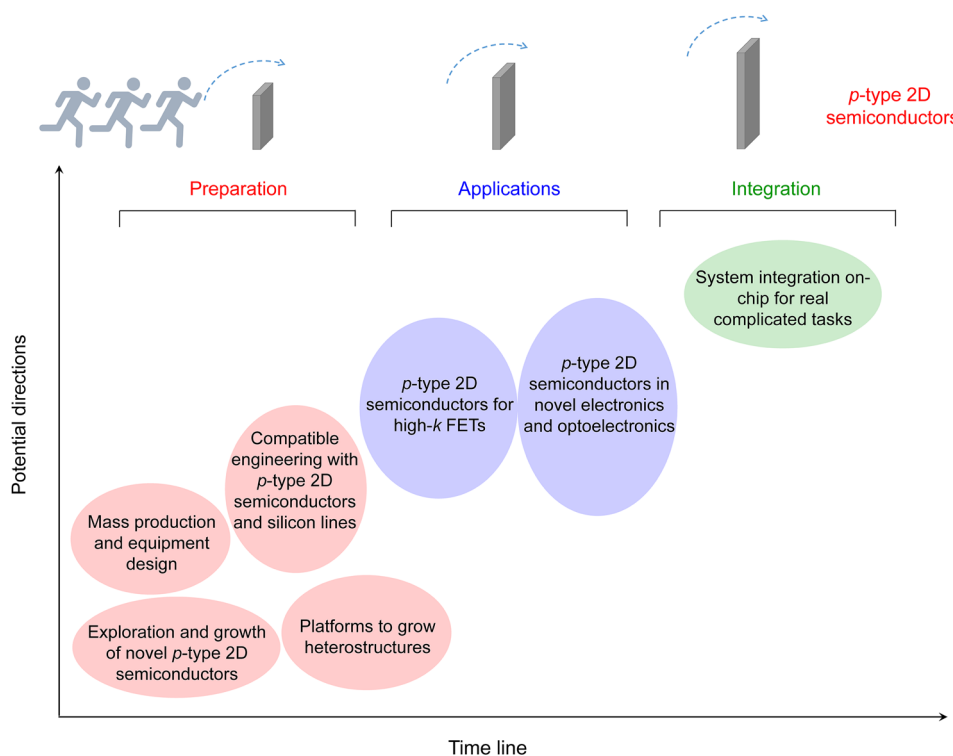 p-type 2D
semiconductors
Preparation
Applications
Integration
System integration on-
chip for real
complicated tasks
p-type 2D
semiconductors for
high-k FETs
p-type 2D
semiconductors in
novel electronics
and optoelectronics
Compatible
engineering with
p-type 2D
semiconductors
and silicon lines
Mass production
and equipment
design
Exploration and growth
of novel p-type 2D
semiconductors
Platforms to grow
heterostructures
Potential directions
Time line